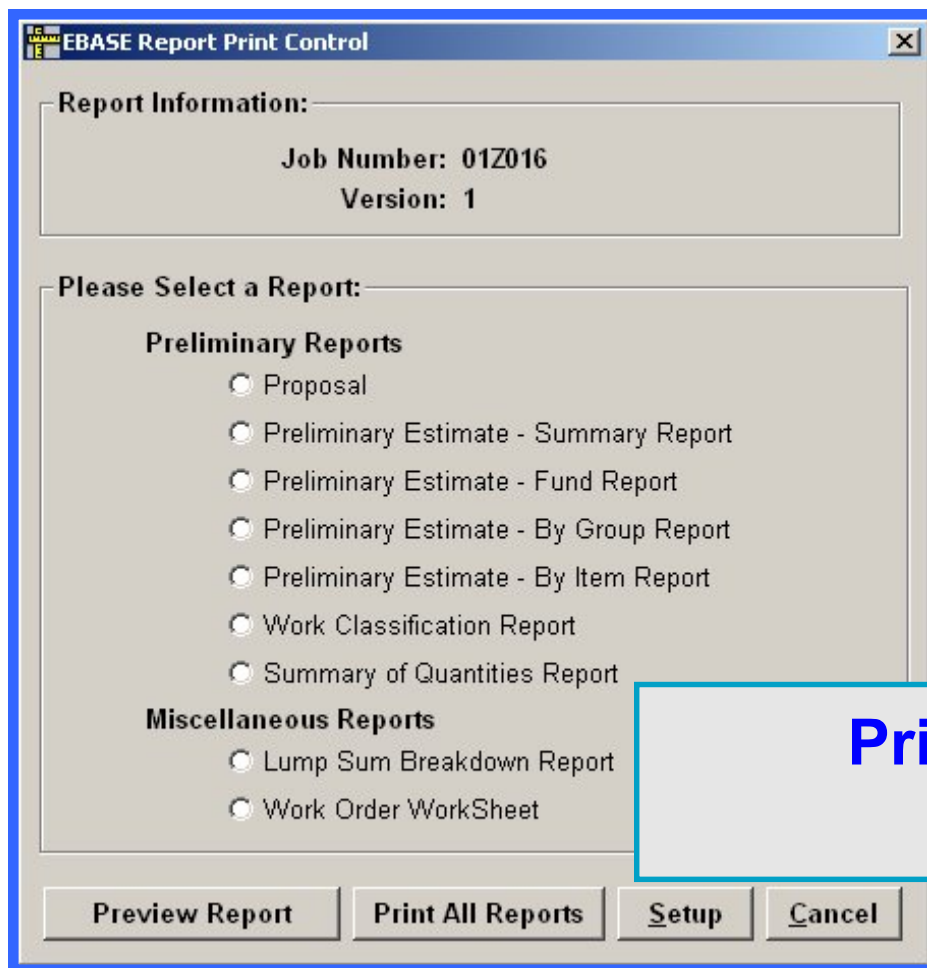 EBASE Report Print Control
Report Information:
Job Number: 01Z016
Version: 1
Please Select a Report:
Preliminary Reports
Proposal
Preliminary Estimate - Summary Report
Preliminary Estimate - Fund Report
Preliminary Estimate - By Group Report
Preliminary Estimate - By Item Report
Work Classification Report
Summary of Quantities Report
Miscellaneous Reports
Lump Sum Breakdown Report
Work Order WorkSheet
Preview Report Print All Reports Setup Cancel